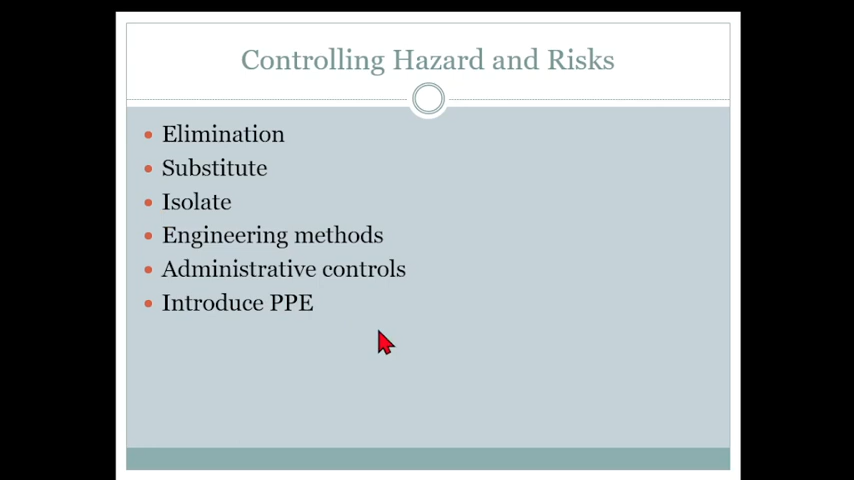 Controlling Hazard and Risks
Elimination
Substitute
Isolate
Engineering methods
Administrative controls
Introduce PPE